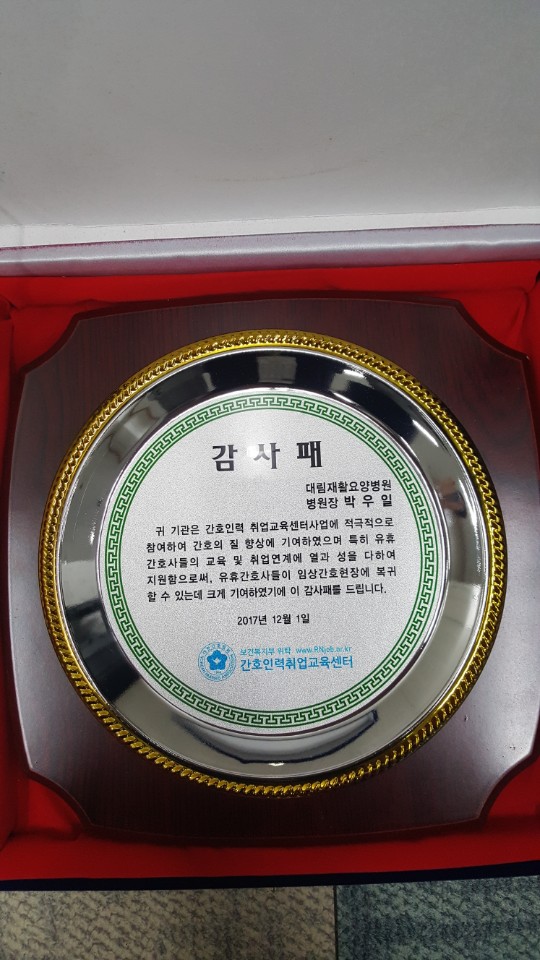 감사패
대림재활요양병원
병원장 박우일
귀 기관은 간호인력 취업교육센터사업에 적극적으로
참여하여 간호의 질 향상에 기여하였으며 특히 유휴
간호사들의 교육 및 취업연계에 열과 성을 다하여
지원함으로써, 유휴간호사들이 임상간호현장에 복귀
할 수 있는데 크게 기여하였기에 이 감사패를 드립니다.
2017년 12월 1일
보건복지부 위탁 www.RNjob.or.kr
간호인력취업교육센터